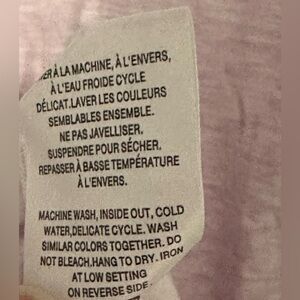 À LA MACHINE, À L'ENVERS,
À L'EAU FROIDE CYCLE
DÉLICAT.LAVER LES COULEURS
SEMBLABLES ENSEMBLE.
NE PAS JAVELLISER.
SUSPENDRE POUR SÉCHER.
REPASSER À BASSE TEMPÉRATURE
À L'ENVERS.
MACHINE WASH, INSIDE OUT, COLD
WATER,DELICATE CYCLE. WASH
SIMILAR COLORS TOGETHER. DO
NOT BLEACH.HANG TO DRY. IRON
AT LOW SETTING
ON REVERSE SIDE.